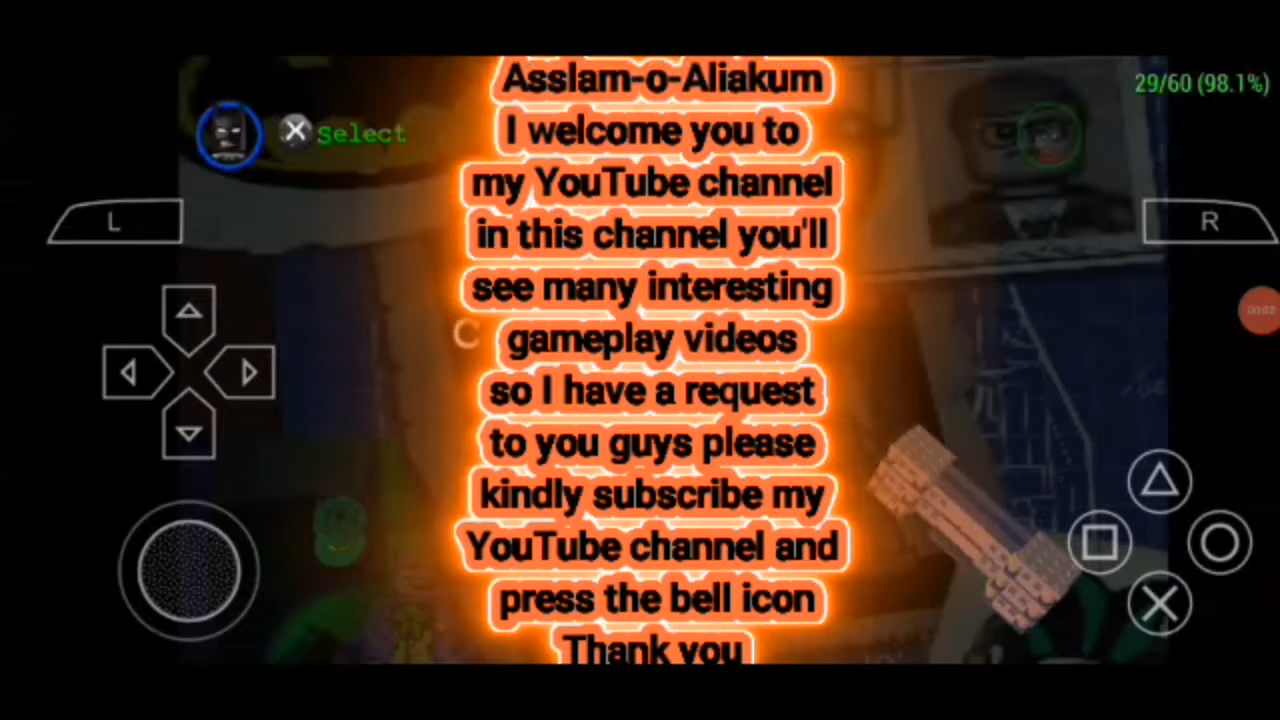 Asslam-o-Aliakum
29/60 (98.1%)
I welcome you to
Select
my YouTube channel
L
R
in this channel you'll
see many interesting
00:02
gameplay videos
C
so I have a request
to you guys please
kindly subscribe my
YouTube channel and
press the bell icon
Thank you